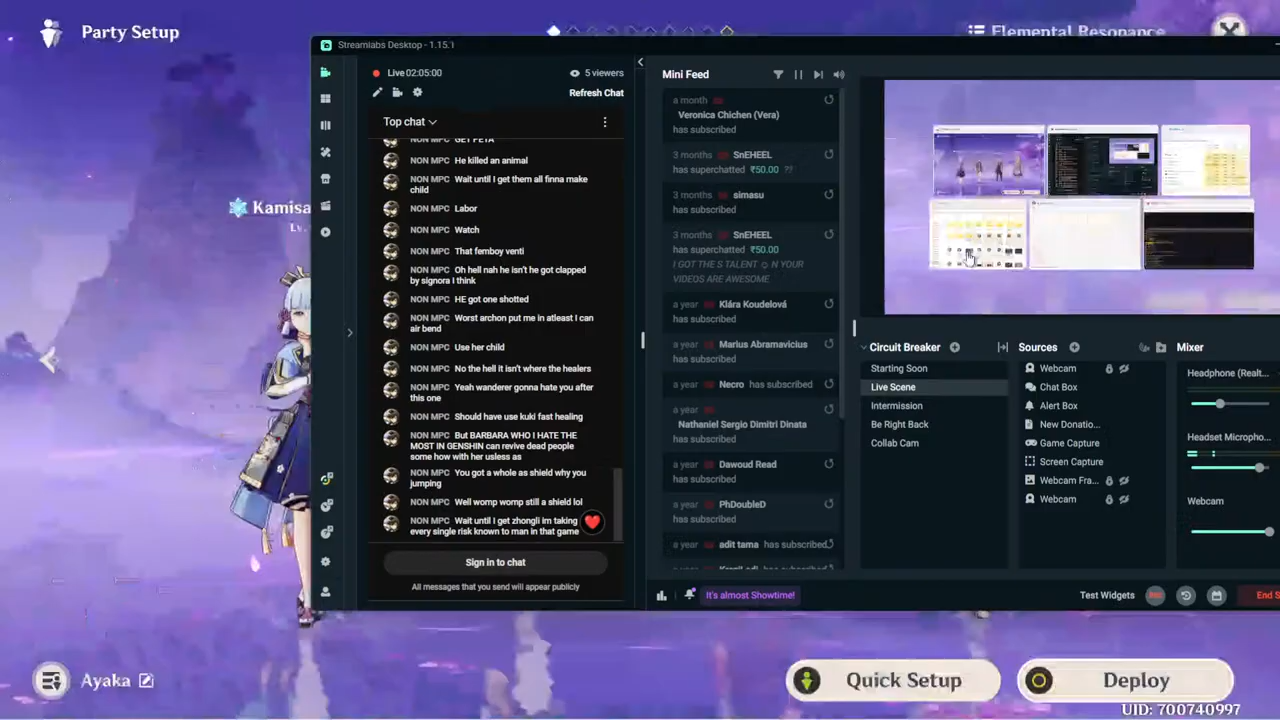 Party Setup
Elemental Resonance
Streamlabs Desktop - 1.15.1
Live 02:05:00
5 viewers
Refresh Chat
Top chat
NON MPC GET FETA
NON MPC He killed an animal
NON MPC Wait until I get them all finna make
child
NON MPC Labor
NON MPC Watch
NON MPC That femboy venti
NON MPC Oh hell nah he isn't he got clapped
by signora i think
NON MPC HE got one shotted
NON MPC Worst archon put me in atleast I can
air bend
NON MPC Use her child
NON MPC No the hell it isn't where the healers
NON MPC Yeah wanderer gonna hate you after
this one
NON MPC Should have use kuki fast healing
NON MPC But BARBARA WHO I HATE THE
MOST IN GENSHIN can revive dead people
some how with her usless as
NON MPC You got a whole as shield why you
jumping
NON MPC Well womp womp still a shield lol
NON MPC Wait until I get zhongli im taking
every single risk known to man in that game
Sign in to chat
All messages that you send will appear publicly
Mini Feed
a month
Veronica Chichen (Vera)
has subscribed
3 months SnEHEEL
has superchatted ₹50.00 ??
3 months simasu
has subscribed
3 months SnEHEEL
has superchatted ₹50.00
I GOT THE S TALENT ☺ N YOUR
VIDEOS ARE AWESOME
a year Klára Koudelová
has subscribed
a year Marius Abramavicius
has subscribed
a year Necro has subscribed
a year
Nathaniel Sergio Dimitri Dinata
has subscribed
a year Dawoud Read
has subscribed
a year PhDoubleD
has subscribed
a year adit tama has subscribed
It's almost Showtime!
Circuit Breaker
Starting Soon
Live Scene
Intermission
Be Right Back
Collab Cam
Sources
Webcam
Chat Box
Alert Box
New Donatio...
Game Capture
Screen Capture
Webcam Fra...
Webcam
Mixer
Headphone (Realt...
Headset Micropho...
Webcam
Test Widgets
REC
End S
Kamisa
Lv.
Ayaka
Quick Setup
Deploy
UID: 700740997